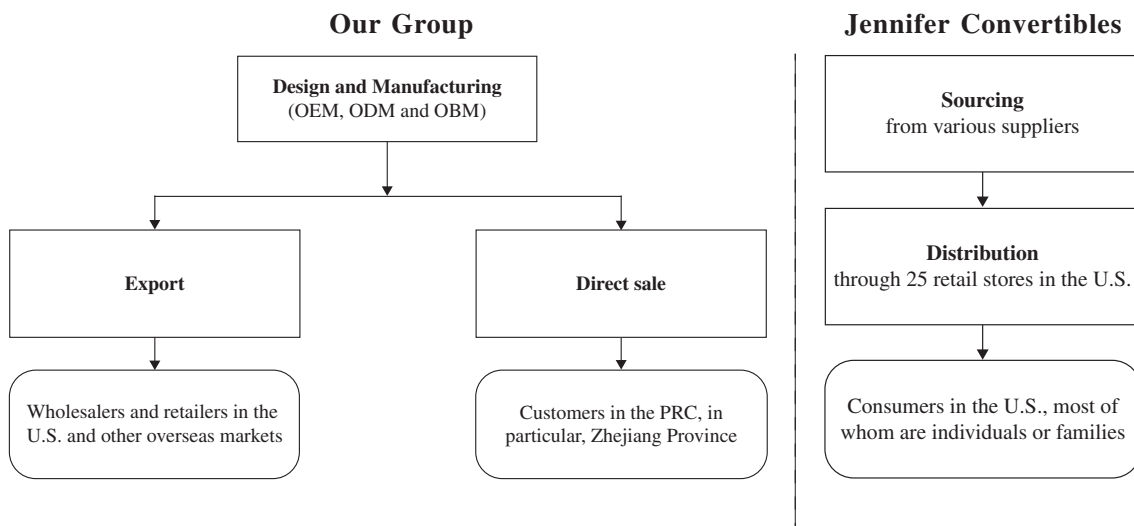 Our Group
Design and Manufacturing
(OEM, ODM and OBM)
Export
Direct sale
Wholesalers and retailers in the
U.S. and other overseas markets
Customers in the PRC, in
particular, Zhejiang Province
Jennifer Convertibles
Sourcing
from various suppliers
Distribution
through 25 retail stores in the U.S.
Consumers in the U.S., most of
whom are individuals or families